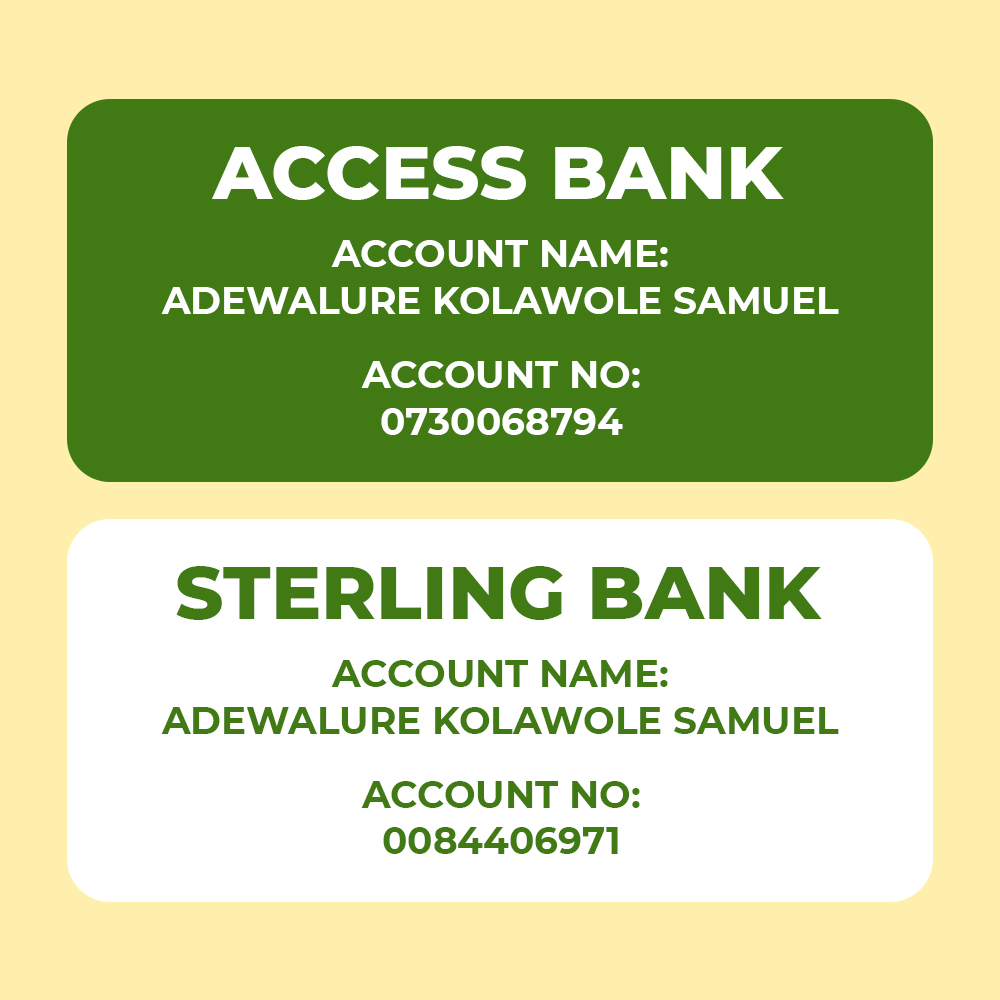 ACCESS BANK
ACCOUNT NAME:
ADEWALURE KOLAWOLE SAMUEL
ACCOUNT NO:
0730068794
STERLING BANK
ACCOUNT NAME:
ADEWALURE KOLAWOLE SAMUEL
ACCOUNT NO:
0084406971